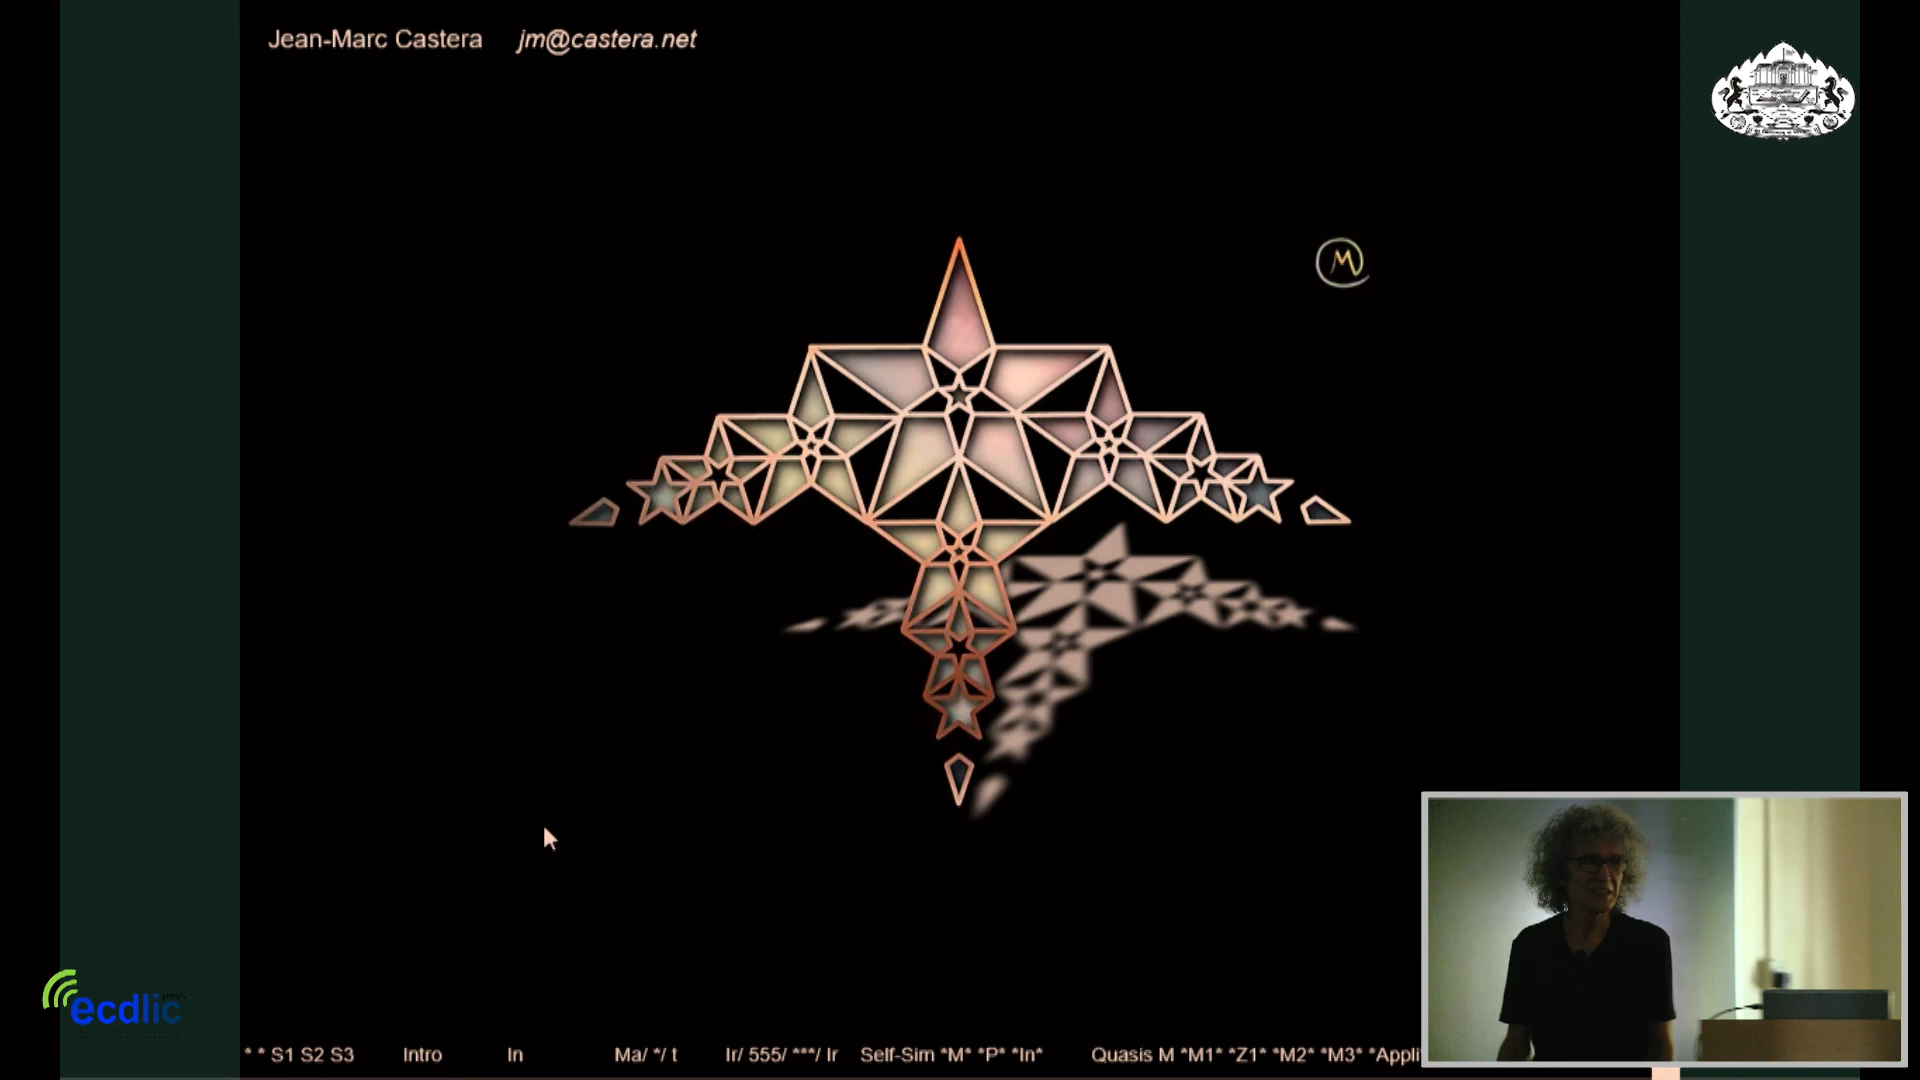 Jean-Marc Castera jm@castera.net
M
ecdlic
* * S1 S2 S3 Intro In Ma/ */ t Ir/ 555/ ***/ Ir Self-Sim *M* *P* *In* Quasis M *M1* *Z1* *M2* *M3* *Appli